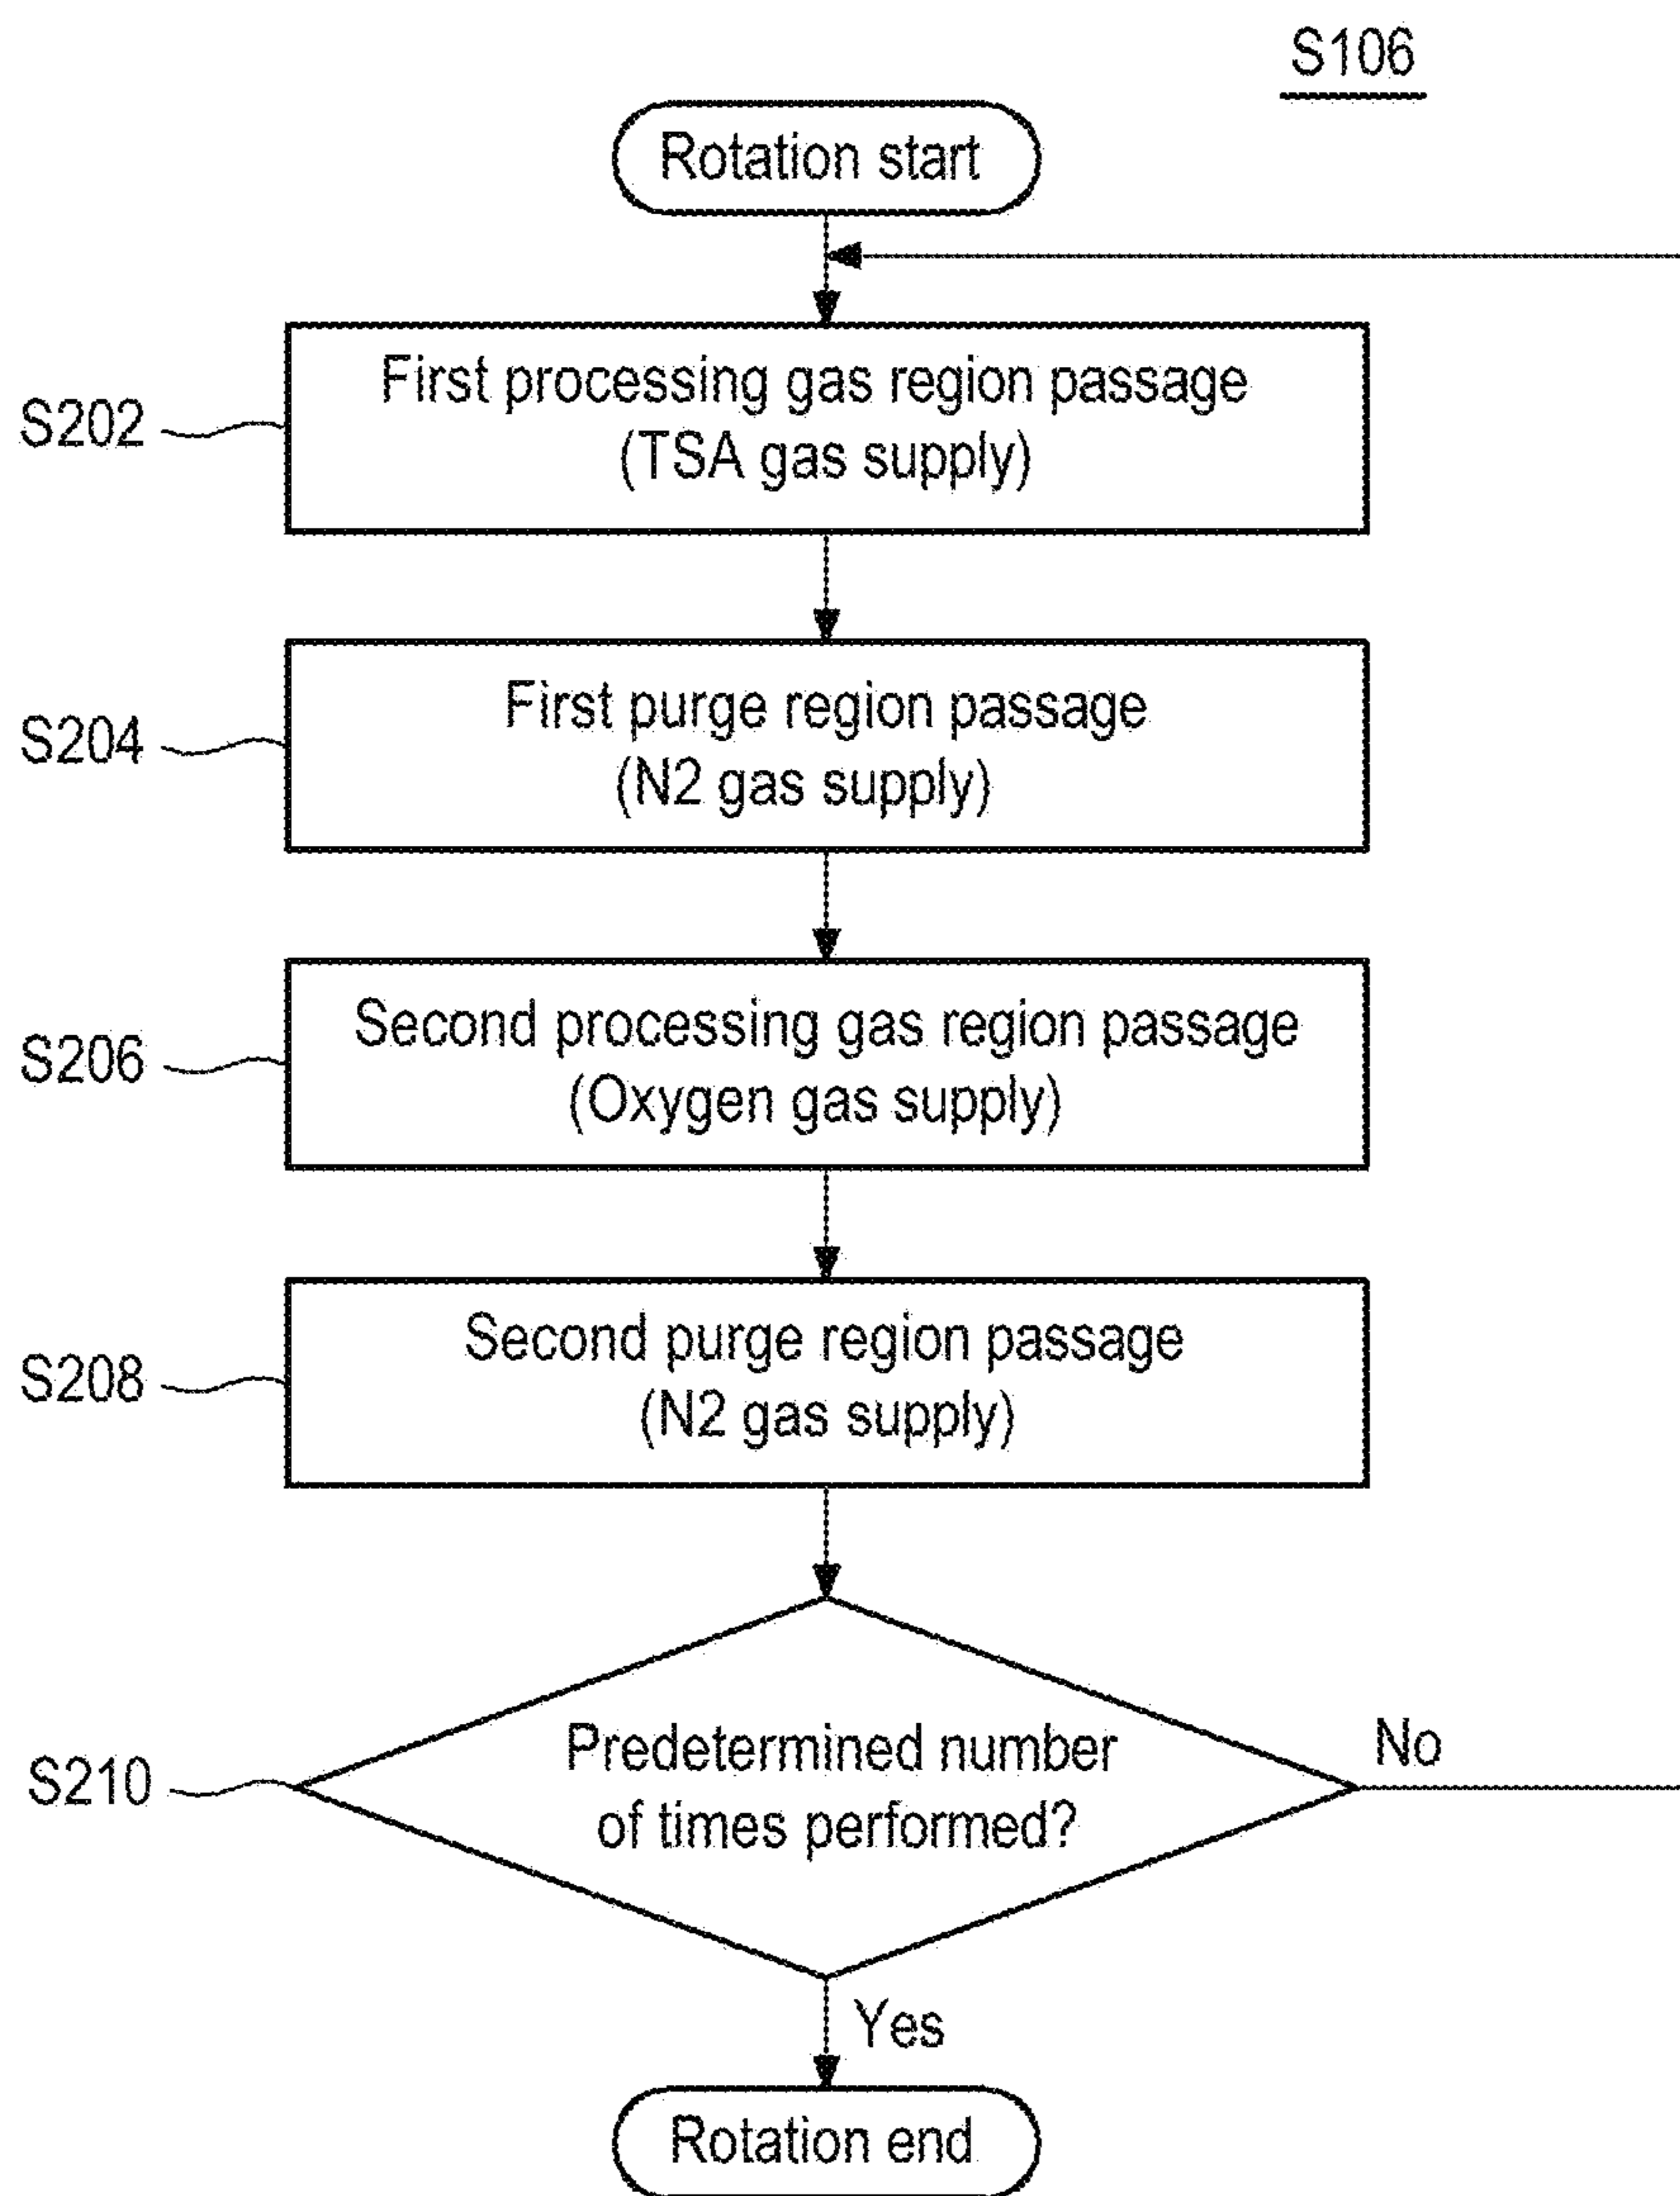 S106
Rotation start
S202
First processing gas region passage
(TSA gas supply)
S204
First purge region passage
(N2 gas supply)
S206
Second processing gas region passage
(Oxygen gas supply)
S208
Second purge region passage
(N2 gas supply)
S210
Predetermined number
of times performed?
No
Yes
Rotation end